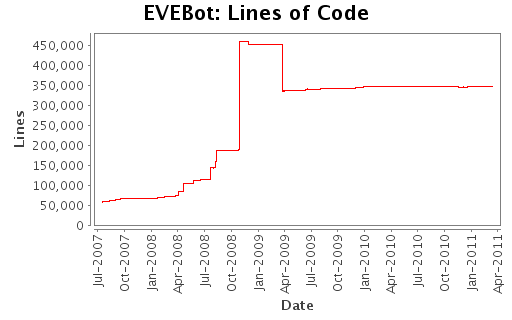 EVEBot: Lines of Code
450,000
400,000
350,000
300,000
250,000
200,000
150,000
100,000
50,000
0
Lines
Jul-2007
Oct-2007
Jan-2008
Apr-2008
Jul-2008
Oct-2008
Jan-2009
Apr-2009
Jul-2009
Oct-2009
Jan-2010
Apr-2010
Jul-2010
Oct-2010
Jan-2011
Apr-2011
Date